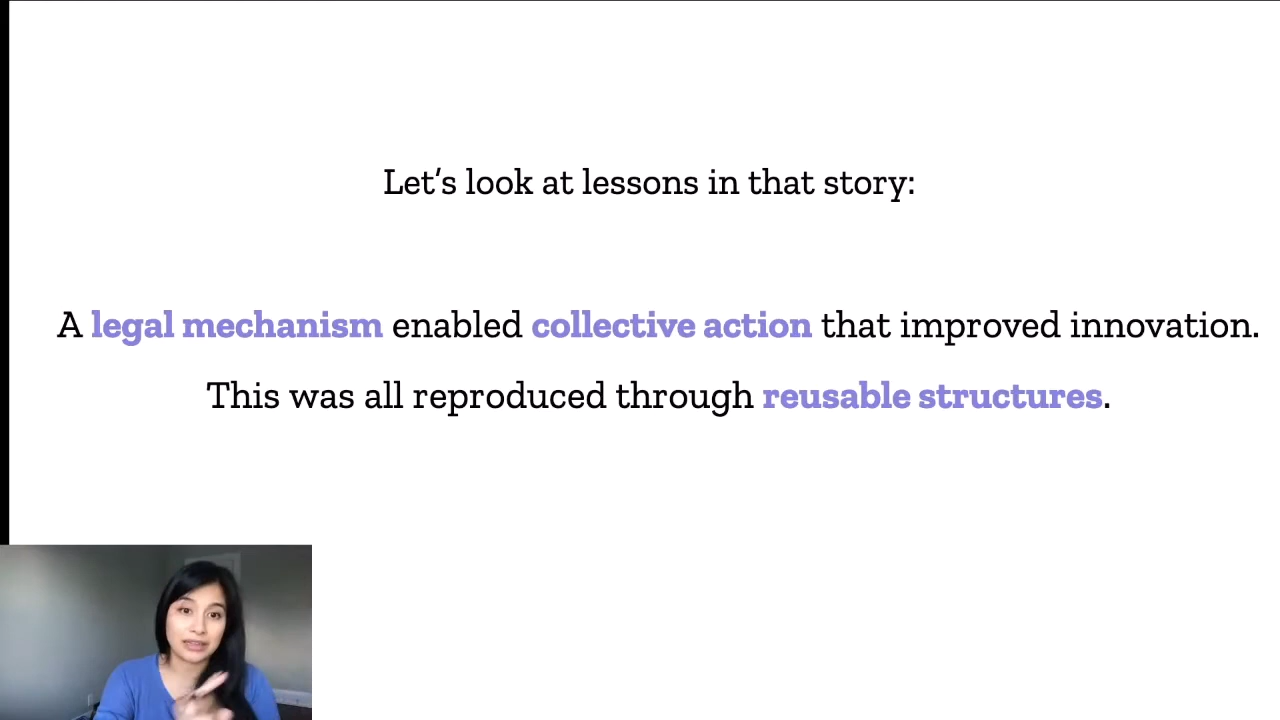 Let’s look at lessons in that story:
A legal mechanism enabled collective action that improved innovation.
This was all reproduced through reusable structures.